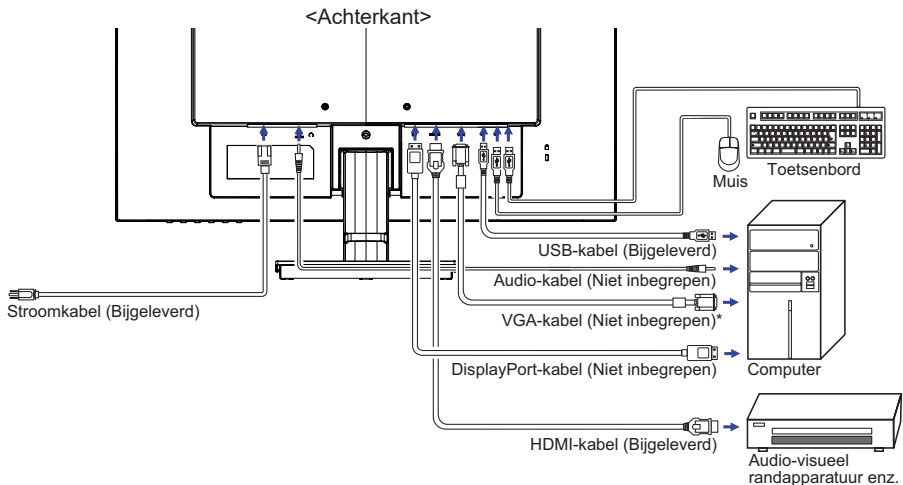 <Achterkant>
Muis
Toetsenbord
USB-kabel (Bijgeleverd)
Audio-kabel (Niet inbegrepen)
Stroomkabel (Bijgeleverd)
VGA-kabel (Niet inbegrepen)*
DisplayPort-kabel (Niet inbegrepen)
Computer
HDMI-kabel (Bijgeleverd)
Audio-visueel
randapparatuur enz.